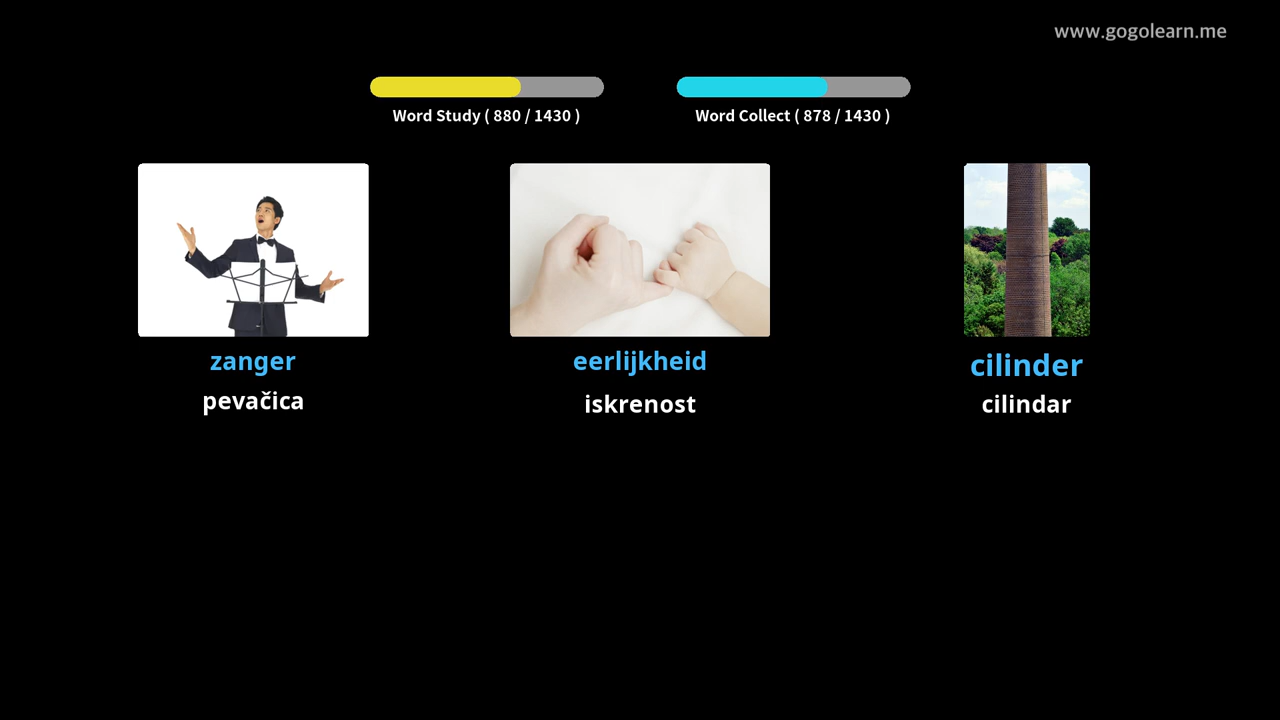 www.gogolearn.me
Word Study ( 880 / 1430 )
Word Collect ( 878 / 1430 )
zanger
eerlijkheid
cilinder
pevačica
iskrenost
cilindar